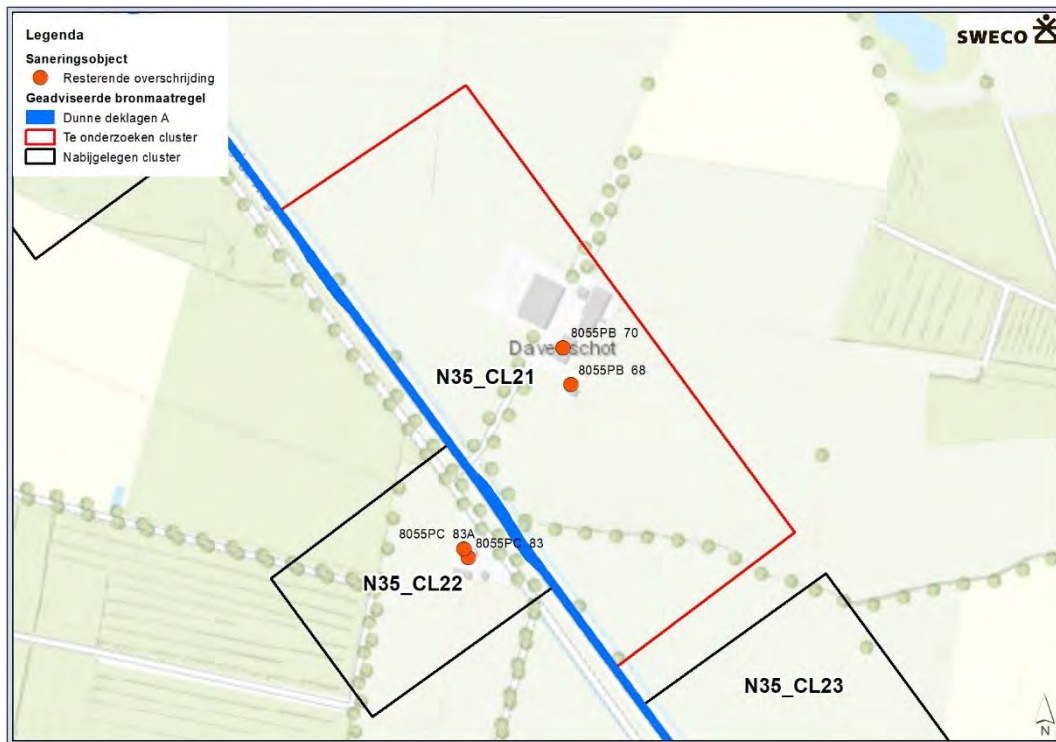 Legenda
Saneringsobject
Resterende overschrijding
Geadviseerde bronmaatregel
Dunne deklagen A
Te onderzoeken cluster
Nabijgelegen cluster
SWECO
8055PB 70
8055PB 68
N35_CL21
8055PC 83A
8055PC 83
N35_CL22
N35_CL23
N